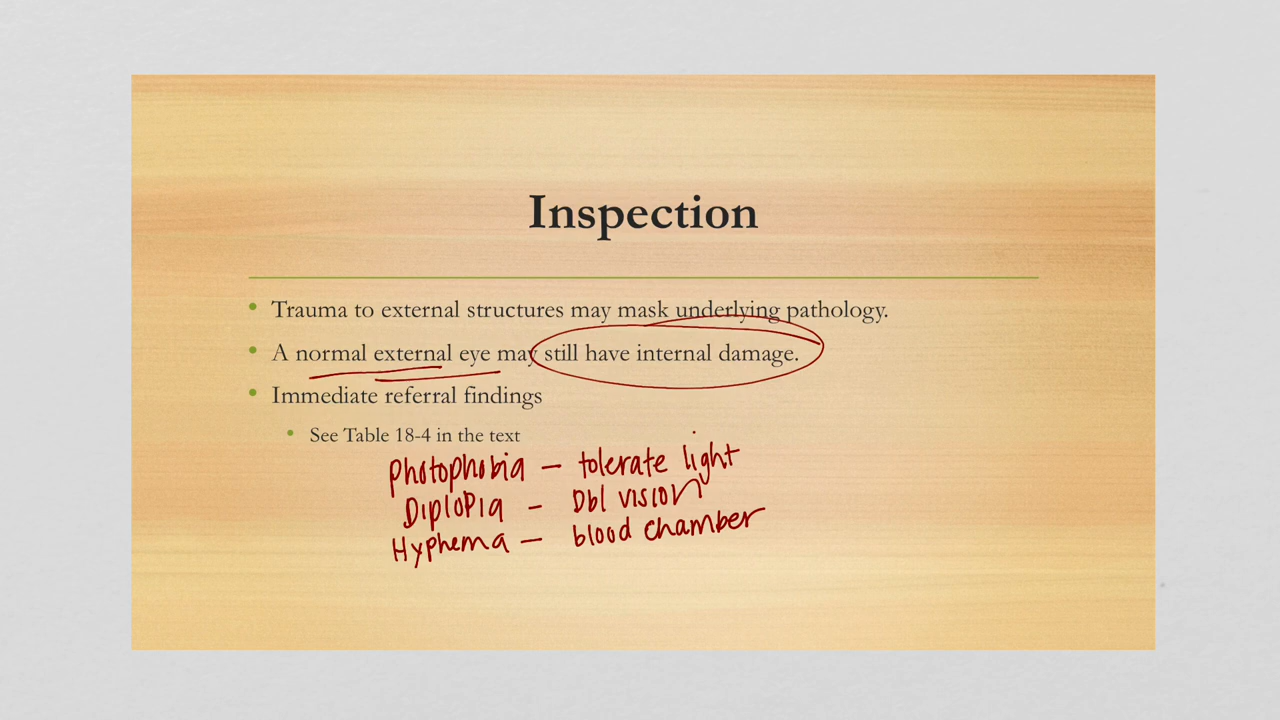 Inspection
• Trauma to external structures may mask underlying pathology.
• A normal external eye may still have internal damage.
• Immediate referral findings
• See Table 18-4 in the text
Photophobia – tolerate light
Diplopia – Dbl vision
Hyphema – blood chamber